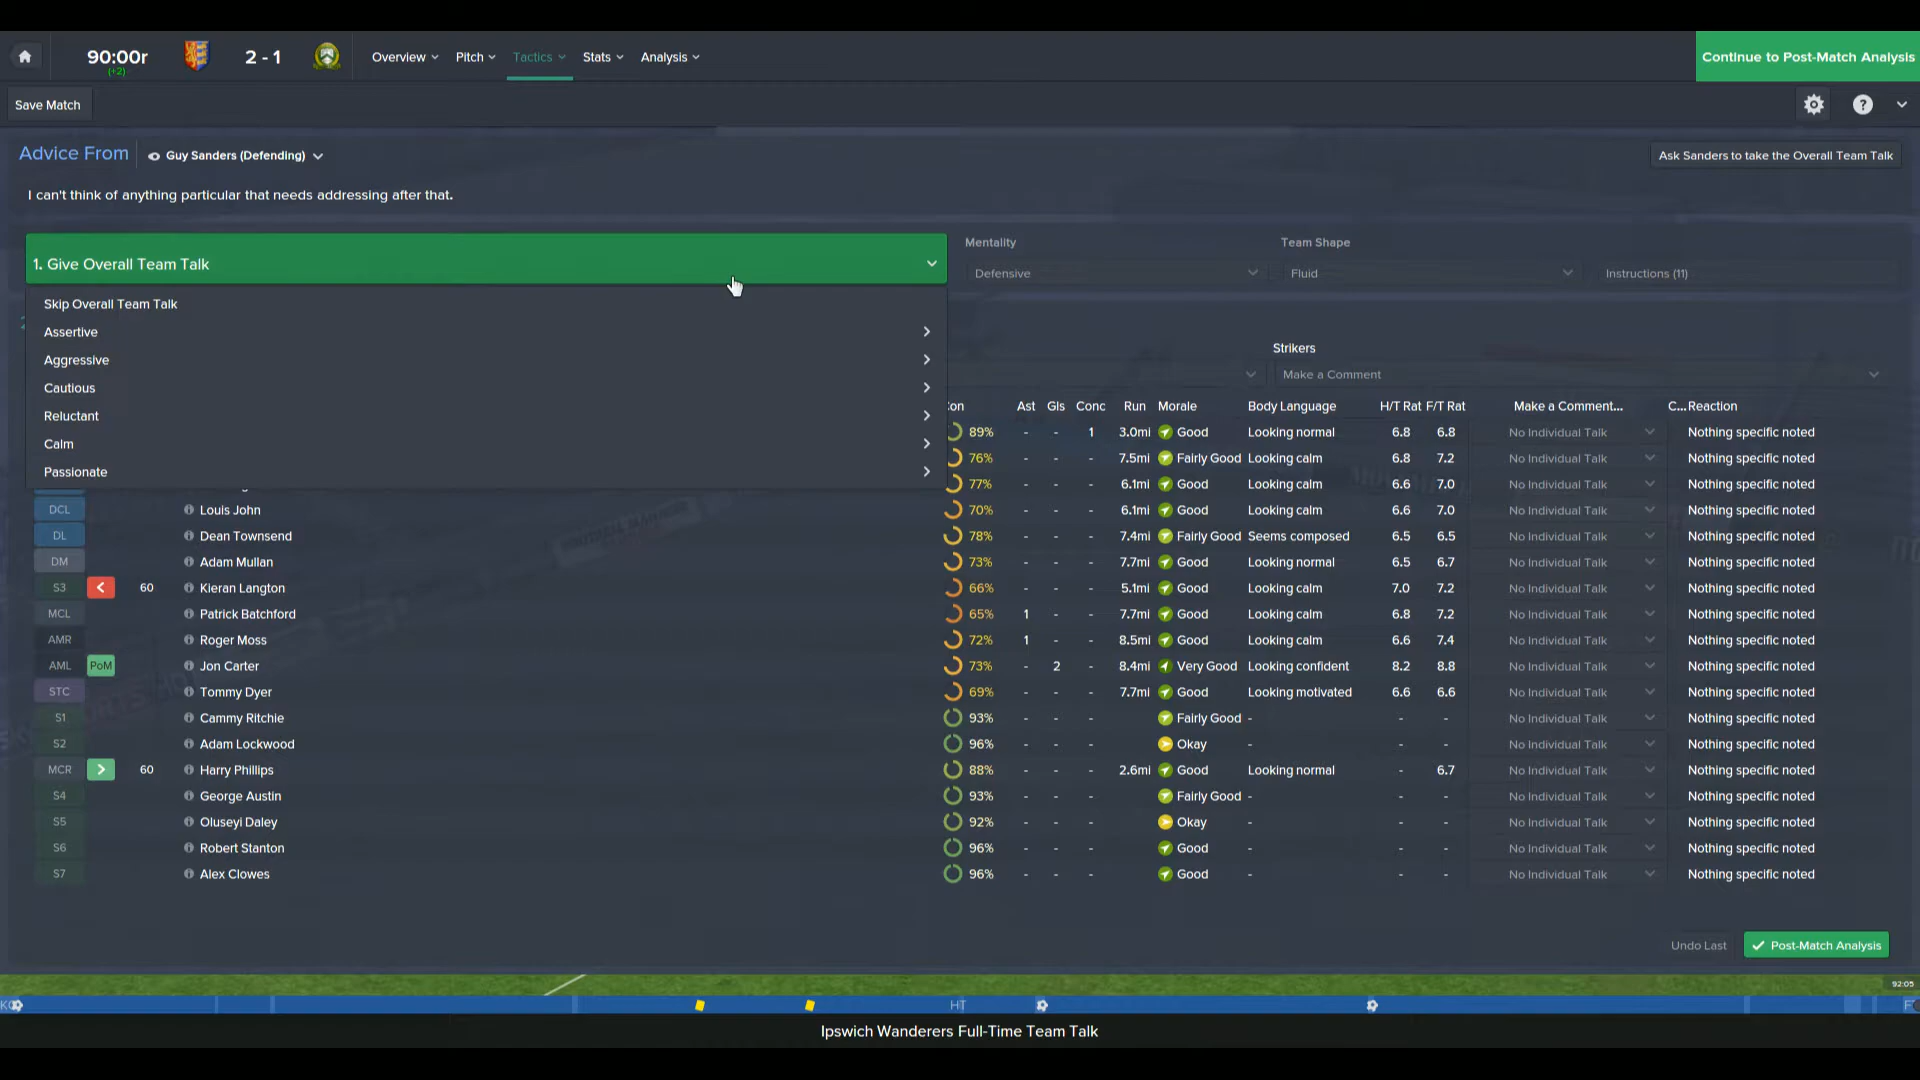 90:00r
(+2)
2 - 1
Overview
Pitch
Tactics
Stats
Analysis
Continue to Post-Match Analysis
Save Match
?
Advice From
Guy Sanders (Defending)
Ask Sanders to take the Overall Team Talk
I can't think of anything particular that needs addressing after that.
1. Give Overall Team Talk
Mentality
Team Shape
Defensive
Fluid
Instructions (11)
Skip Overall Team Talk
Assertive
Aggressive
Cautious
Reluctant
Calm
Passionate
Strikers
Make a Comment
Ast Gls Conc Run Morale Body Language H/T Rat F/T Rat Make a Comment... C... Reaction
89% - - 1 3.0mi Good Looking normal 6.8 6.8 No Individual Talk Nothing specific noted
76% - - - 7.5mi Fairly Good Looking calm 6.8 7.2 No Individual Talk Nothing specific noted
77% - - - 6.1mi Good Looking calm 6.6 7.0 No Individual Talk Nothing specific noted
DCL Louis John 70% - - - 6.1mi Good Looking calm 6.6 7.0 No Individual Talk Nothing specific noted
DL Dean Townsend 78% - - - 7.4mi Fairly Good Seems composed 6.5 6.5 No Individual Talk Nothing specific noted
DM Adam Mullan 73% - - - 7.7mi Good Looking normal 6.5 6.7 No Individual Talk Nothing specific noted
S3 60 Kieran Langton 66% - - - 5.1mi Good Looking calm 7.0 7.2 No Individual Talk Nothing specific noted
MCL Patrick Batchford 65% 1 - - 7.7mi Good Looking calm 6.8 7.2 No Individual Talk Nothing specific noted
AMR Roger Moss 72% 1 - - 8.5mi Good Looking calm 6.6 7.4 No Individual Talk Nothing specific noted
AML PoM Jon Carter 73% - 2 - 8.4mi Very Good Looking confident 8.2 8.8 No Individual Talk Nothing specific noted
STC Tommy Dyer 69% - - - 7.7mi Good Looking motivated 6.6 6.6 No Individual Talk Nothing specific noted
S1 Cammy Ritchie 93% - - - Fairly Good - - - No Individual Talk Nothing specific noted
S2 Adam Lockwood 96% - - - Okay - - - No Individual Talk Nothing specific noted
MCR 60 Harry Phillips 88% - - - 2.6mi Good Looking normal - 6.7 No Individual Talk Nothing specific noted
S4 George Austin 93% - - - Fairly Good - - - No Individual Talk Nothing specific noted
S5 Oluseyi Daley 92% - - - Okay - - - No Individual Talk Nothing specific noted
S6 Robert Stanton 96% - - - Good - - - No Individual Talk Nothing specific noted
S7 Alex Clowes 96% - - - Good - - - No Individual Talk Nothing specific noted
Undo Last
Post-Match Analysis
92:05
HT
Ipswich Wanderers Full-Time Team Talk